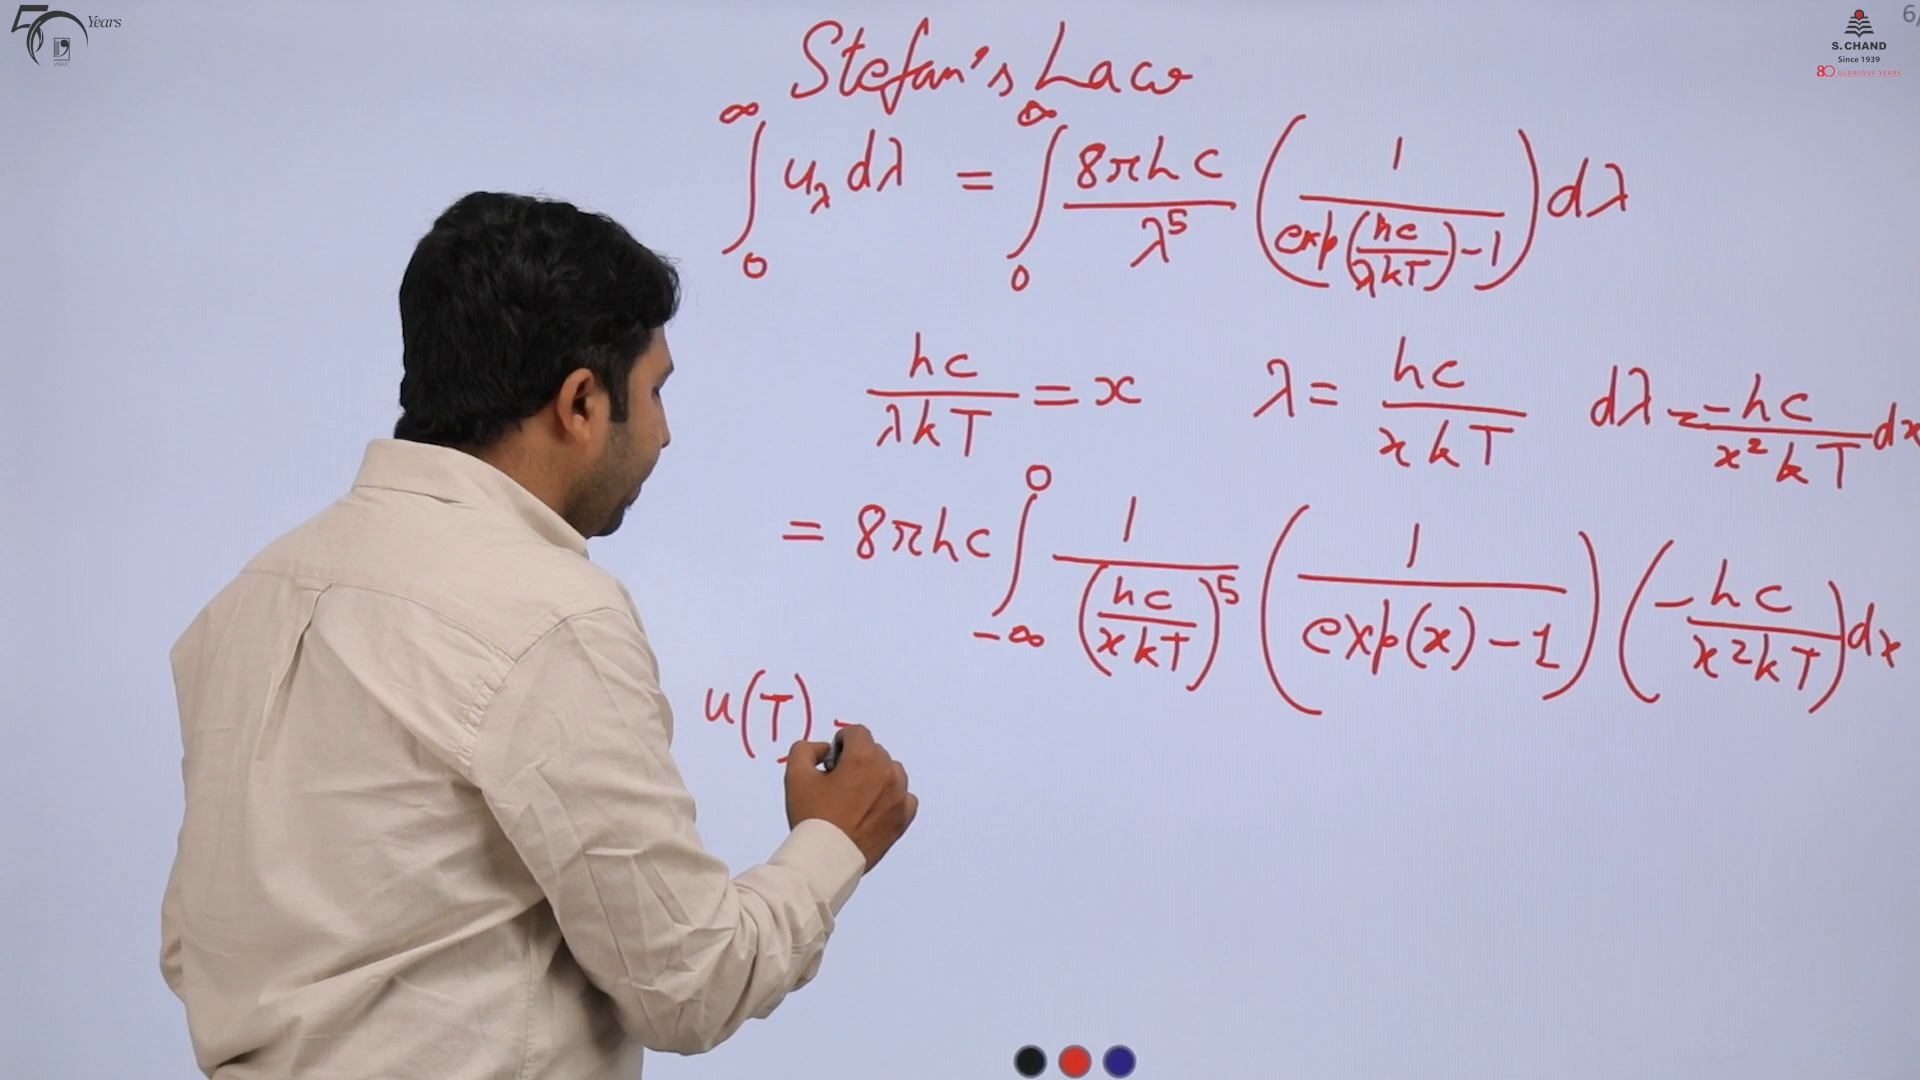 50 Years
S. CHAND
Since 1939
80 GLORIOUS YEARS
Stefan's Law
∫₀^∞ u_λ dλ = ∫₀^∞ 8πhc / λ⁵ ( 1 / (exp(hc / λkT) - 1) ) dλ
hc / λkT = x    λ = hc / xkT    dλ = -hc / x²kT dx
= 8πhc ∫_{-∞}^0 1 / (hc / xkT)⁵ ( 1 / (exp(x) - 1) ) ( -hc / x²kT ) dx
u(T) =